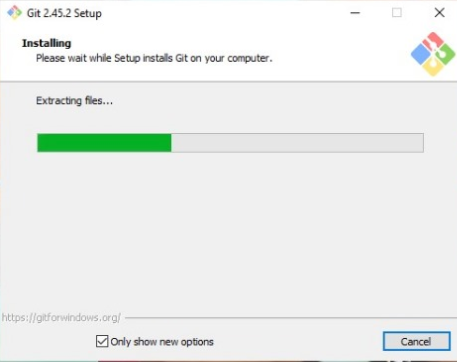 Git 2.45.2 Setup
Installing
Please wait while Setup installs Git on your computer.
Extracting files...
https://gitforwindows.org/
Only show new options
Cancel